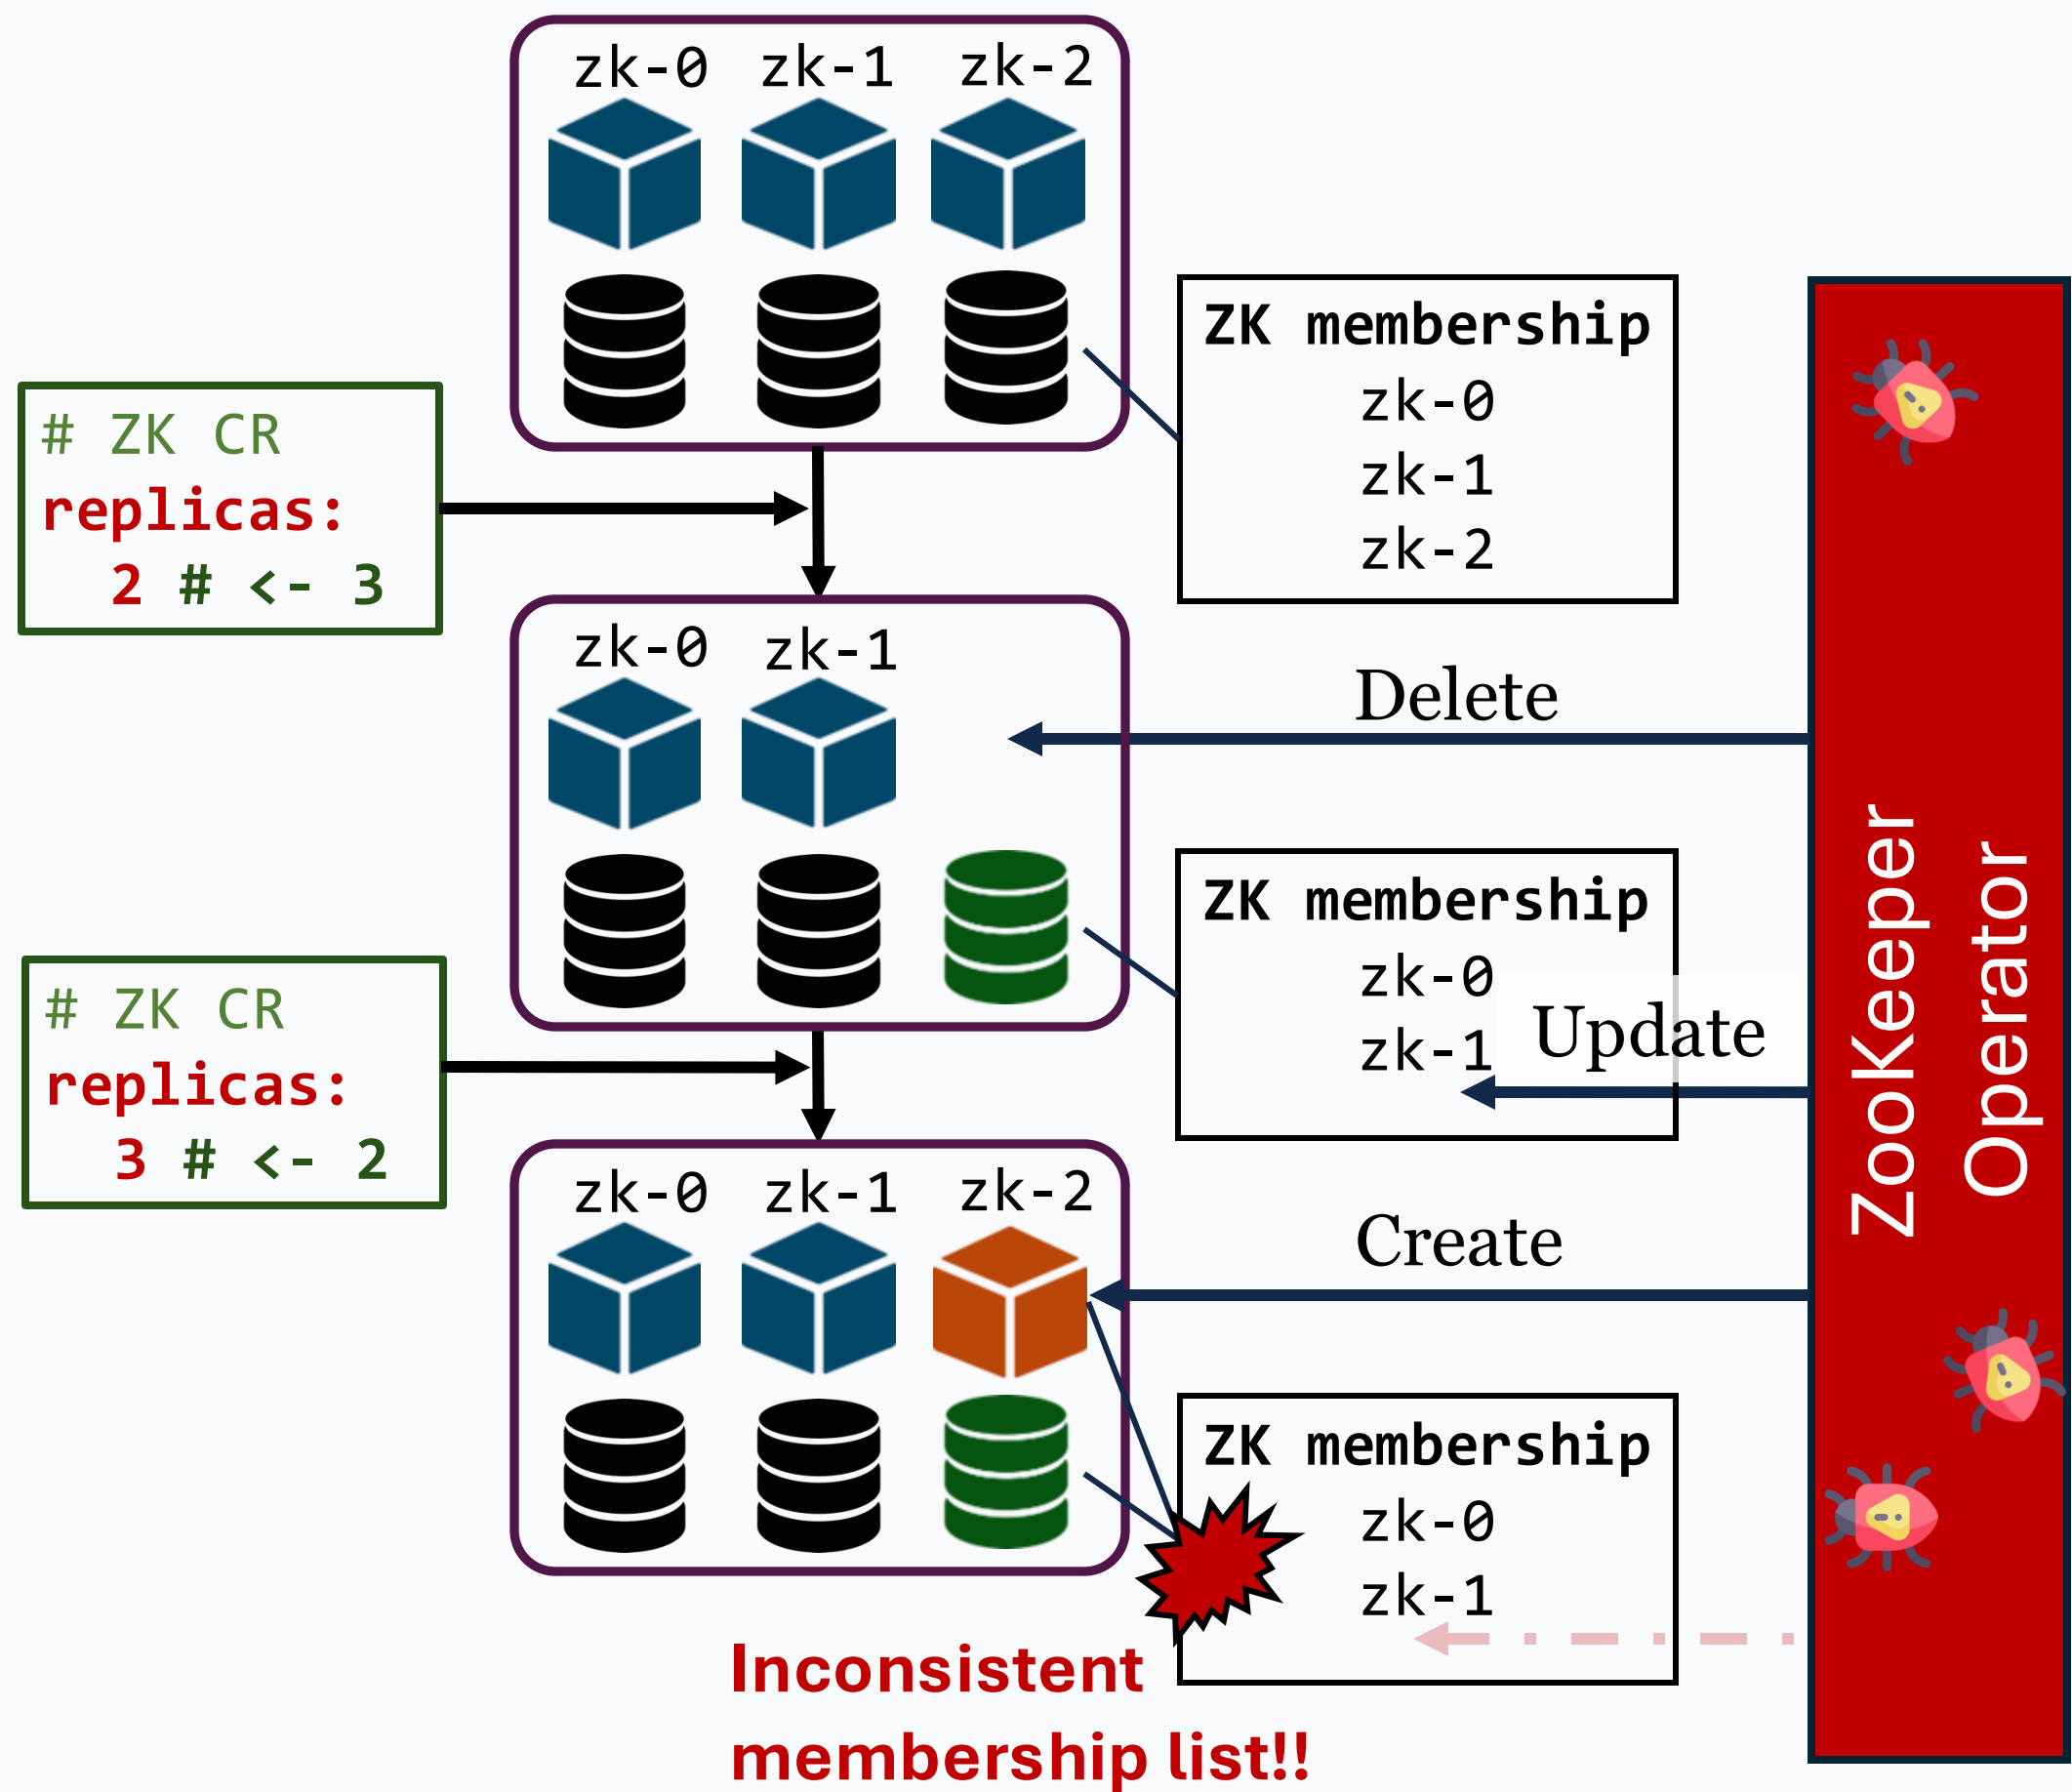 zk-0 zk-1 zk-2
ZK membership
zk-0
zk-1
zk-2
# ZK CR
replicas:
2 # <- 3
zk-0 zk-1
Delete
ZK membership
zk-0
zk-1
Update
# ZK CR
replicas:
3 # <- 2
zk-0 zk-1 zk-2
Create
ZK membership
zk-0
zk-1
Inconsistent
membership list!!
ZooKeeper
Operator